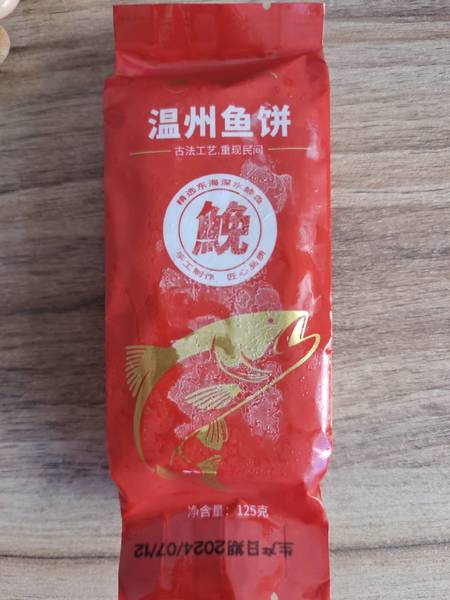 温州鱼饼
古法工艺,重现民间
精选东海深水鮸鱼
鮸
手工制作 匠心品质
净含量：125克
生产日期2024/07/12